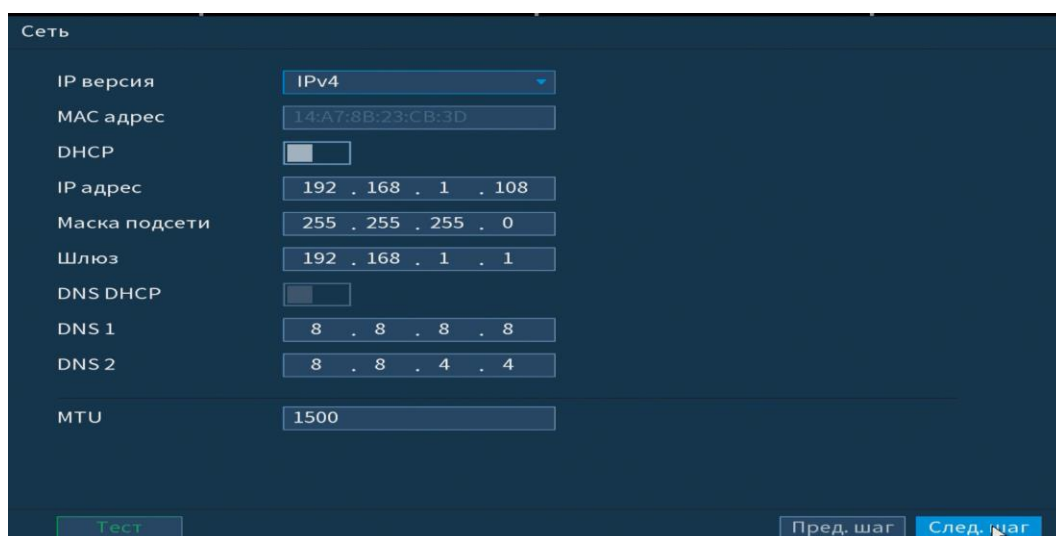 Сеть
IP версия IPv4
MAC адрес 14:A7:8B:23:CB:3D
DHCP
IP адрес 192 . 168 . 1 . 108
Маска подсети 255 . 255 . 255 . 0
Шлюз 192 . 168 . 1 . 1
DNS DHCP
DNS 1 8 . 8 . 8 . 8
DNS 2 8 . 8 . 4 . 4
MTU 1500
Тест Пред. шаг След. шаг